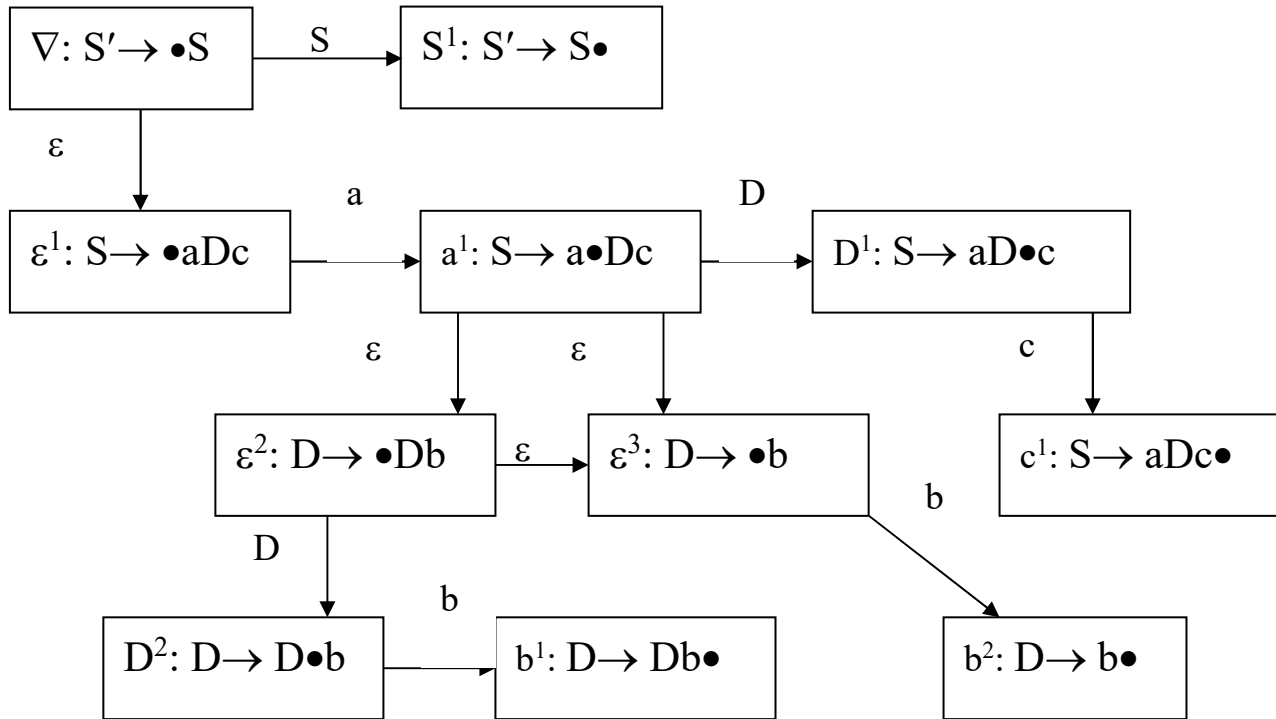 ∇: S′→ •S
S
S¹: S′→ S•
ε
a
D
ε¹: S→ •aDc
a¹: S→ a•Dc
D¹: S→ aD•c
ε
ε
c
ε²: D→ •Db
ε
ε³: D→ •b
c¹: S→ aDc•
b
D
b
D²: D→ D•b
b¹: D→ Db•
b²: D→ b•